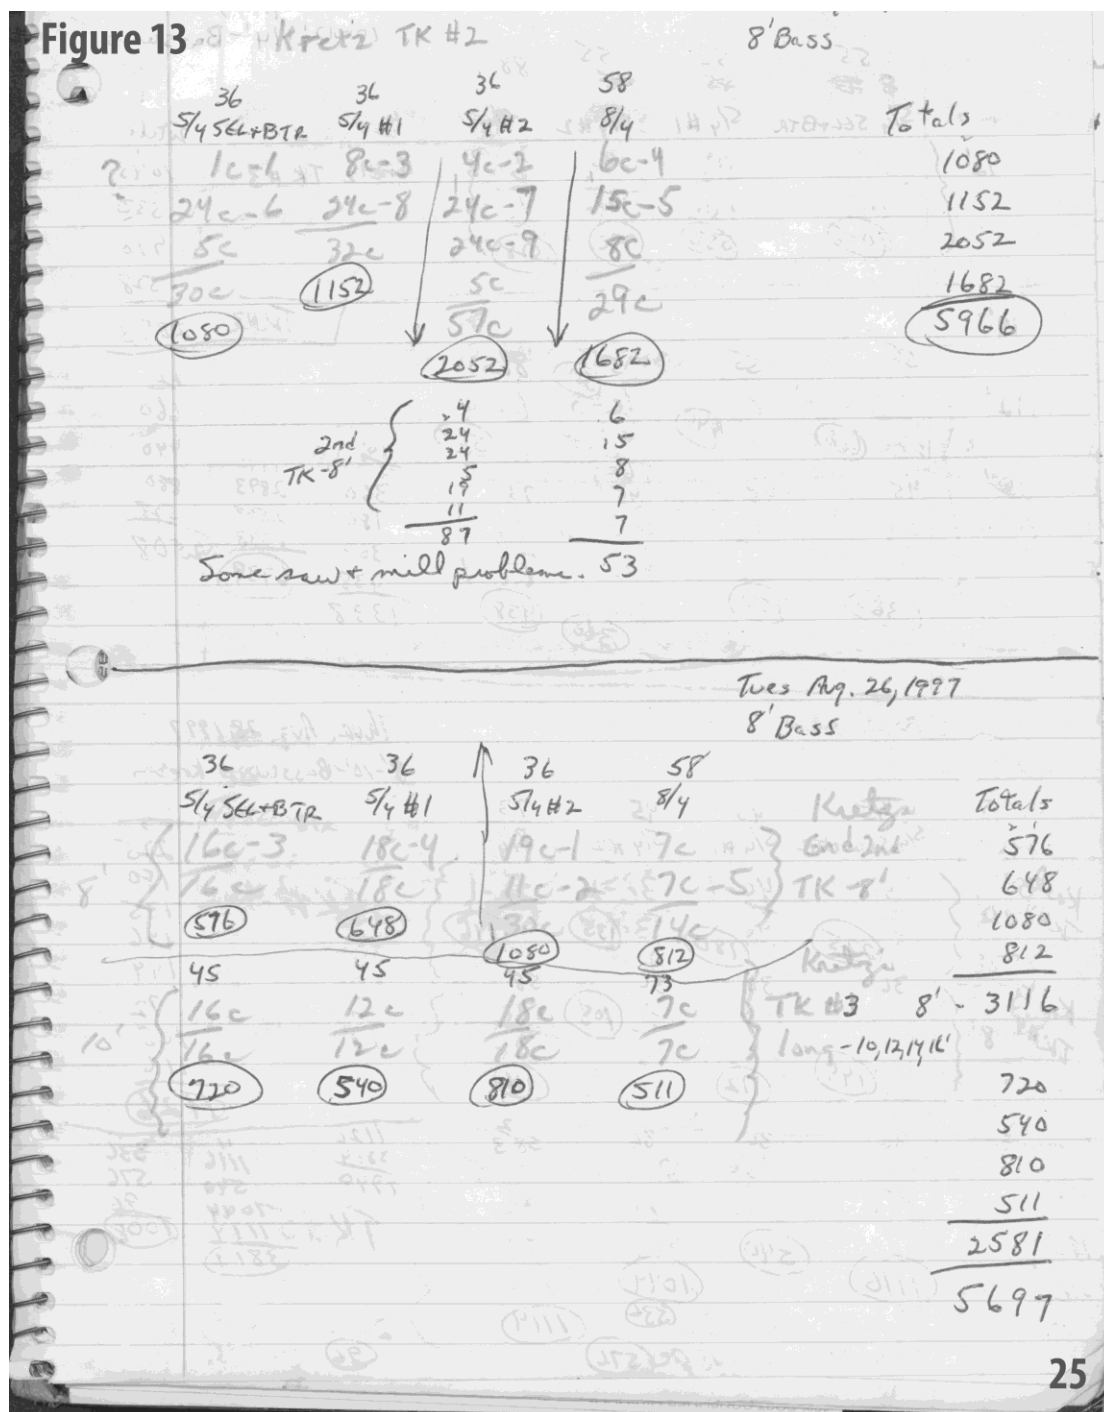 Figure 13
Kretz TK #2 8' Bass
36 36 36 58
5/4 SEL+BTR 5/4 #1 5/4 #2 8/4 Totals
? 1c-1 8c-3 4c-2 6c-4 1080
24c-6 24c-8 24c-7 15c-5 1152
5c 32c 24c-9 8c 2052
30c 1152 5c 29c 1682
1080 57c 5966
2052 1682
4 6
24 15
2nd 24 8
TK-8' 5 7
19 7
11
87 53
Some saw + mill problems.
Tues Aug. 26, 1997
8' Bass
36 36 36 58
5/4 SEL+BTR 5/4 #1 5/4 #2 8/4 Kretz Totals
16c-3 18c-4 19c-1 7c End 2nd 576
8' 16c 18c 11c-2 7c-5 TK-8' 648
576 648 30c 14c 1080
1080 812 Kretz 812
45 45 45 73
16c 12c 18c 7c TK #3 8' - 3116
10' 16c 12c 18c 7c long-10,12,14,16'
720 540 810 511 720
540
810
511
2581
5697
25